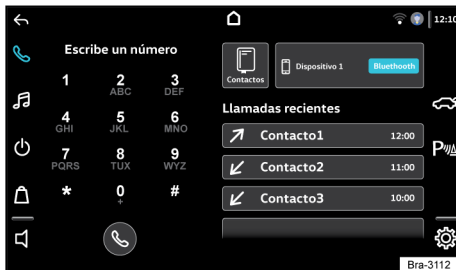 12:10
Escribe un número
1 2 3
ABC DEF
4 5 6
GHI JKL MNO
7 8 9
PQRS TUX WYZ
* 0 #
+
Contactos
Dispositivo 1 Bluethooth
Llamadas recientes
Contacto1 12:00
Contacto2 11:00
Contacto3 10:00
P
Bra-3112